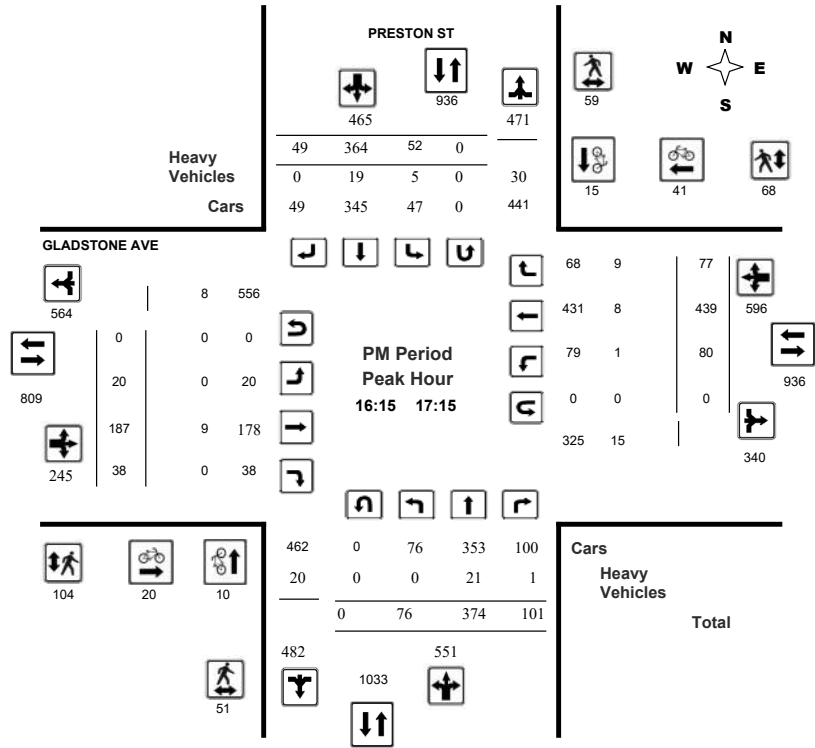 PRESTON ST
N
W E
S
936
465 471
59
49 364 52 0
Heavy
Vehicles 0 19 5 0 30
Cars 49 345 47 0 441
15 41 68
GLADSTONE AVE
564
8 556
68 9 77
596
0 0 0
431 8 439
809
20 0 20
PM Period
Peak Hour
16:15 17:15
79 1 80
936
187 9 178
0 0 0
245
38 0 38
325 15
340
462 0 76 353 100 Cars
20 0 0 21 1 Heavy
Vehicles
104 20 10
0 76 374 101 Total
482 551
1033
51